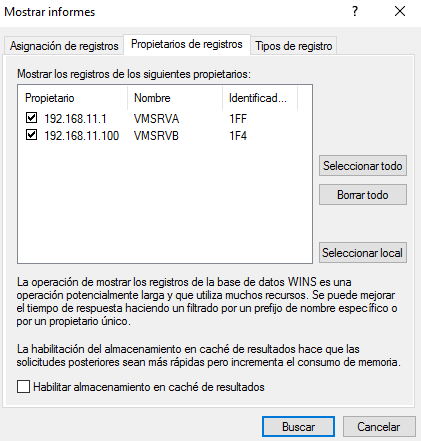 Mostrar informes
Asignación de registros Propietarios de registros Tipos de registro
Mostrar los registros de los siguientes propietarios:
Propietario Nombre Identificad...
192.168.11.1 VMSRVA 1FF
192.168.11.100 VMSRVB 1F4
Seleccionar todo
Borrar todo
Seleccionar local
La operación de mostrar los registros de la base de datos WINS es una
operación potencialmente larga y que utiliza muchos recursos. Se puede mejorar
el tiempo de respuesta haciendo un filtrado por un prefijo de nombre específico o
por un propietario único.
La habilitación del almacenamiento en caché de resultados hace que las
solicitudes posteriores sean más rápidas pero incrementa el consumo de memoria.
Habilitar almacenamiento en caché de resultados
Buscar Cancelar